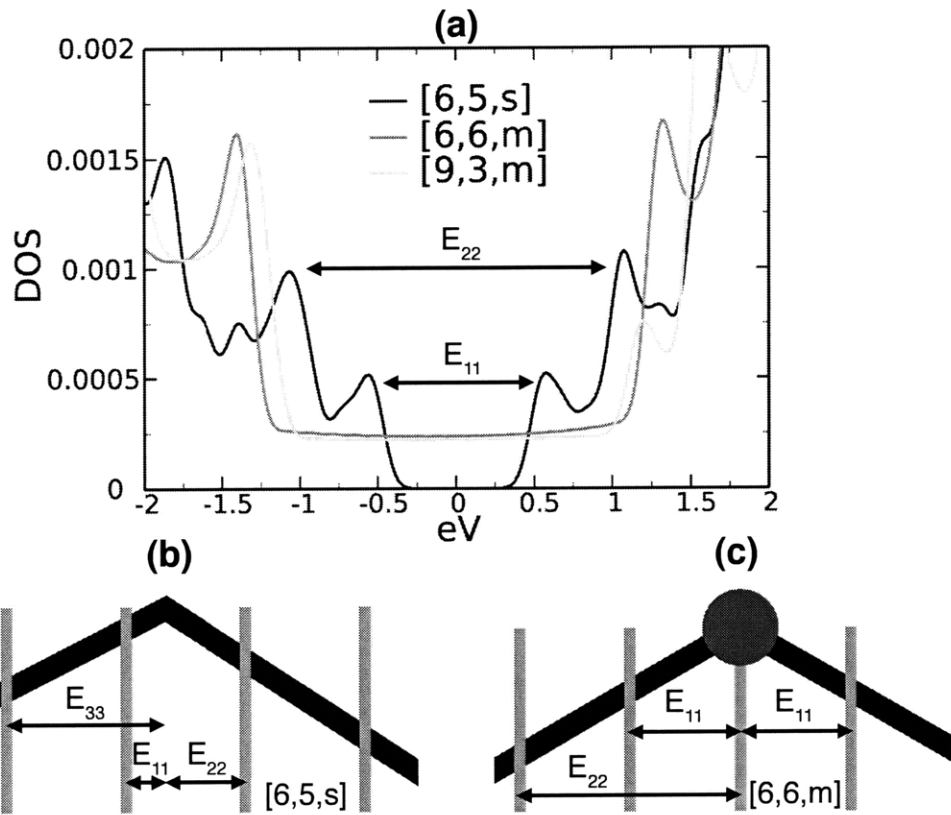 (a)
0.002
0.0015
0.001
0.0005
0
DOS
[6,5,s]
[6,6,m]
[9,3,m]
E22
E11
-2 -1.5 -1 -0.5 0 0.5 1 1.5 2
eV
(b)
E33
E11 E22
[6,5,s]
(c)
E11 E11
E22
[6,6,m]